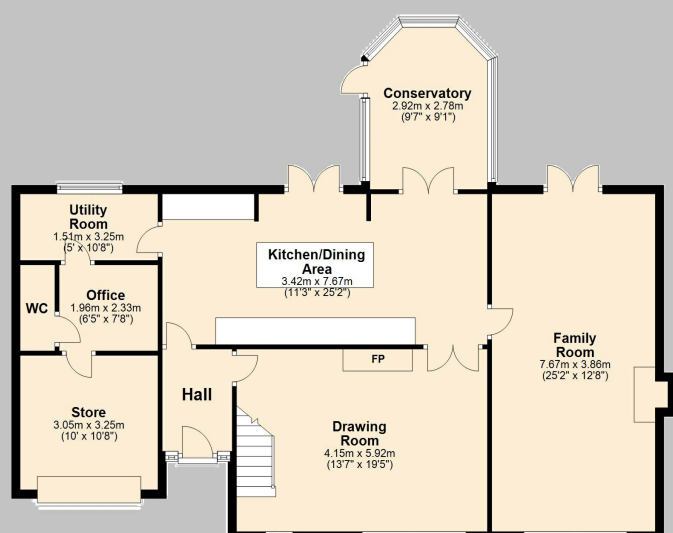 Conservatory
2.92m x 2.78m
(9'7" x 9'1")
Utility
Room
1.51m x 3.25m
(5' x 10'8")
Kitchen/Dining
Area
3.42m x 7.67m
(11'3" x 25'2")
WC
Office
1.96m x 2.33m
(6'5" x 7'8")
Family
Room
7.67m x 3.86m
(25'2" x 12'8")
FP
Hall
Store
3.05m x 3.25m
(10' x 10'8")
Drawing
Room
4.15m x 5.92m
(13'7" x 19'5")